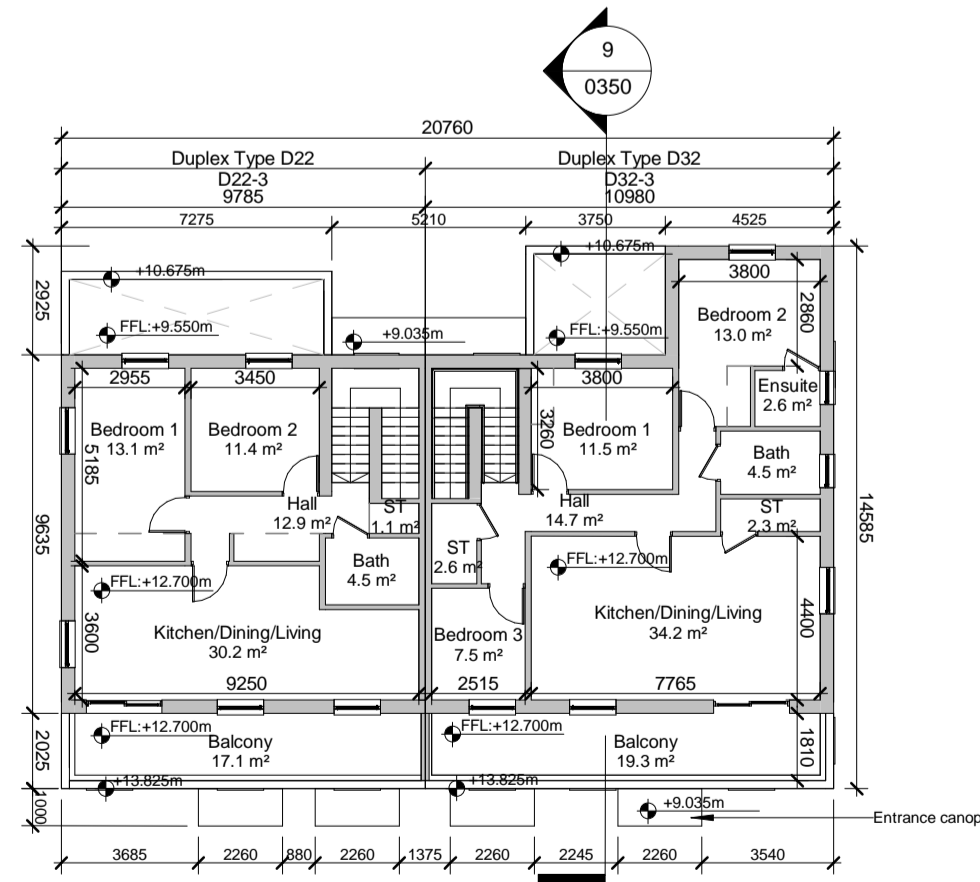 9
0350
20760
Duplex Type D22
Duplex Type D32
D22-3
D32-3
9785
10980
7275
5210
3750
4525
2925
+10.675m
+10.675m
3800
2860
Bedroom 2
13.0 m²
FFL:+9.550m
+9.035m
FFL:+9.550m
2955
3450
3800
Ensuite
2.6 m²
Bedroom 1
13.1 m²
Bedroom 2
11.4 m²
3260
Bedroom 1
11.5 m²
Bath
4.5 m²
5185
Hall
12.9 m²
ST
1.1 m²
Hall
14.7 m²
ST
2.3 m²
14585
9635
Bath
4.5 m²
ST
2.6 m²
FFL:+12.700m
FFL:+12.700m
3600
Kitchen/Dining/Living
30.2 m²
Bedroom 3
7.5 m²
Kitchen/Dining/Living
34.2 m²
4400
9250
2515
7765
FFL:+12.700m
FFL:+12.700m
2025
Balcony
17.1 m²
Balcony
19.3 m²
1810
+13.825m
+13.825m
1000
+9.035m
Entrance canop
3685
2260
880
2260
1375
2260
2245
2260
3540